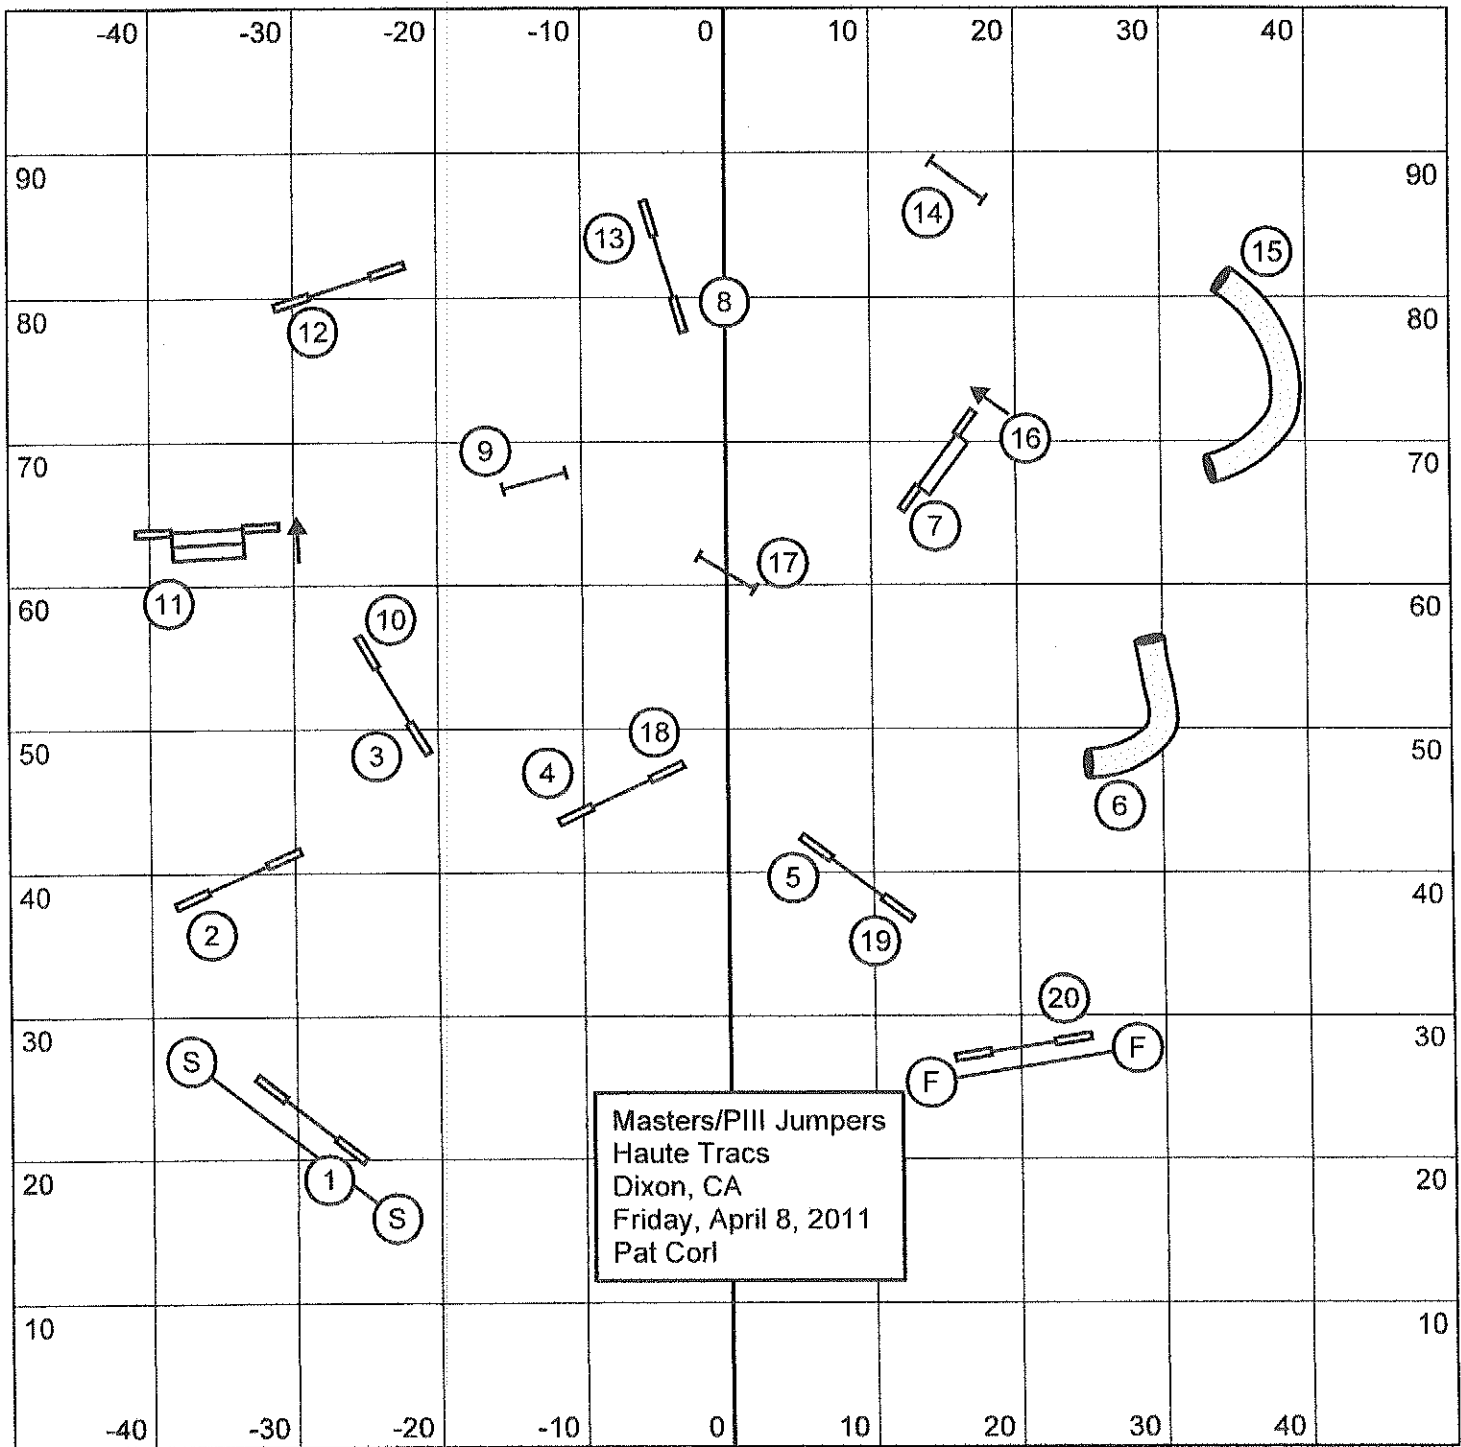 -40 -30 -20 -10 0 10 20 30 40
90 14 90
13 15
12 8
80 80
9 16
70 70
7
17
11 60 60
10
18
3 50 4 50
6
5
40 40
2 19
20
30 30
S F F
Masters/PIII Jumpers
Haute Tracs
Dixon, CA
Friday, April 8, 2011
Pat Corl
20 1 20
S
10 10
-40 -30 -20 -10 0 10 20 30 40